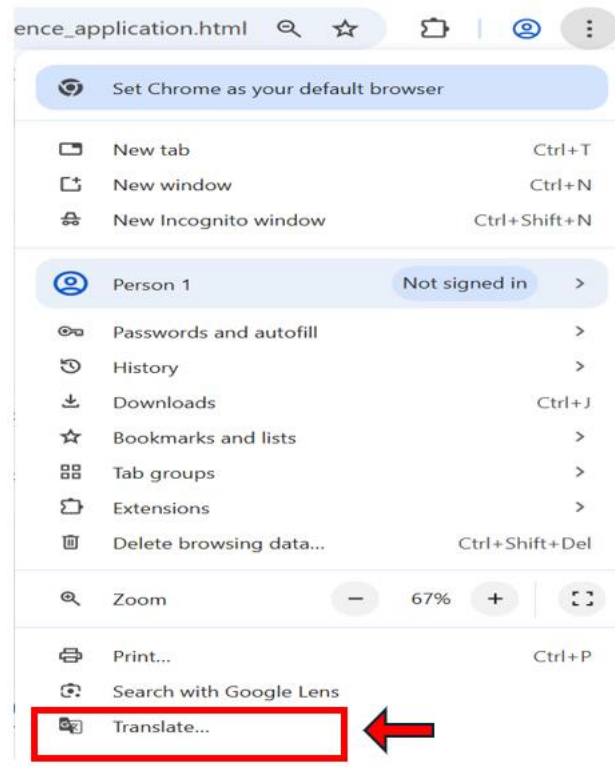 ence_application.html
Set Chrome as your default browser
New tab Ctrl+T
New window Ctrl+N
New Incognito window Ctrl+Shift+N
Person 1 Not signed in
Passwords and autofill
History
Downloads Ctrl+J
Bookmarks and lists
Tab groups
Extensions
Delete browsing data... Ctrl+Shift+Del
Zoom − 67% +
Print... Ctrl+P
Search with Google Lens
Translate...